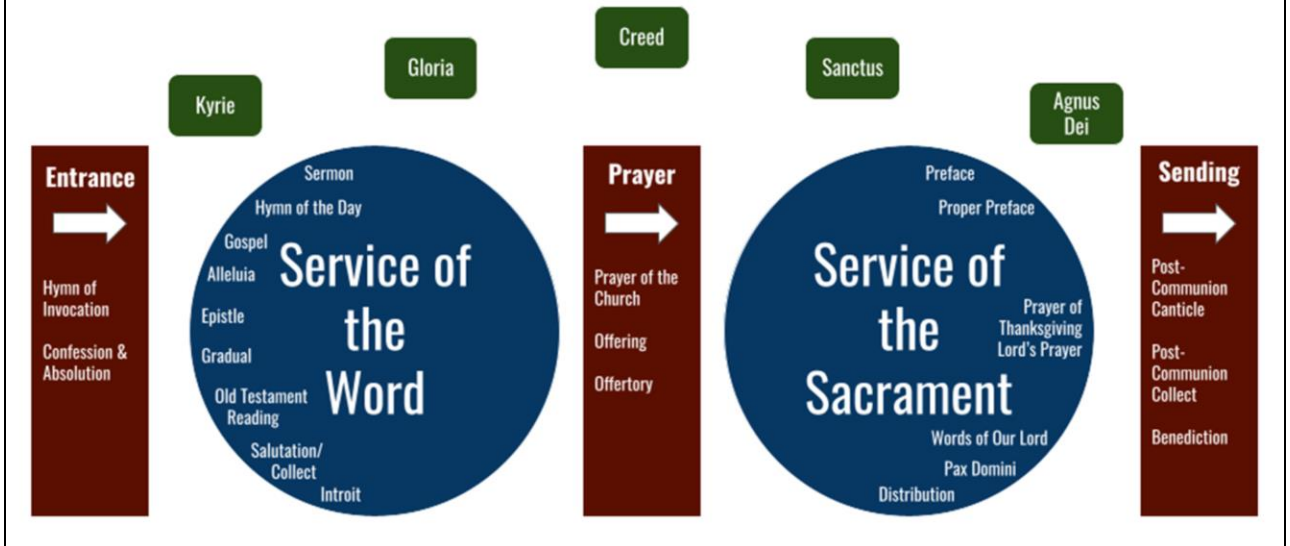 Kyrie
Gloria
Creed
Sanctus
Agnus
Dei
Entrance
Hymn of
Invocation
Confession &
Absolution
Sermon
Hymn of the Day
Gospel
Alleluia
Epistle
Gradual
Old Testament
Reading
Salutation/
Collect
Introit
Service of
the
Word
Prayer
Prayer of the
Church
Offering
Offertory
Preface
Proper Preface
Service of
the
Sacrament
Prayer of
Thanksgiving
Lord's Prayer
Words of Our Lord
Pax Domini
Distribution
Sending
Post-
Communion
Canticle
Post-
Communion
Collect
Benediction